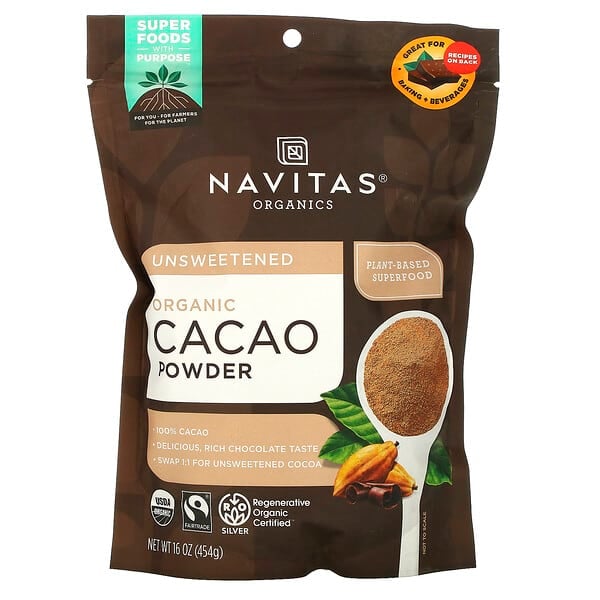 SUPER
FOODS
WITH
PURPOSE
FOR YOU • FOR FARMERS
FOR THE PLANET
GREAT FOR
BAKING + BEVERAGES
RECIPES
ON BACK
NAVITAS®
ORGANICS
UNSWEETENED
PLANT-BASED
SUPERFOOD
ORGANIC
CACAO
POWDER
• 100% CACAO
• DELICIOUS, RICH CHOCOLATE TASTE
• SWAP 1:1 FOR UNSWEETENED COCOA
USDA
ORGANIC
FAIRTRADE
RO
SILVER
Regenerative
Organic
Certified™
NET WT 16 OZ (454g)
NOT TO SCALE